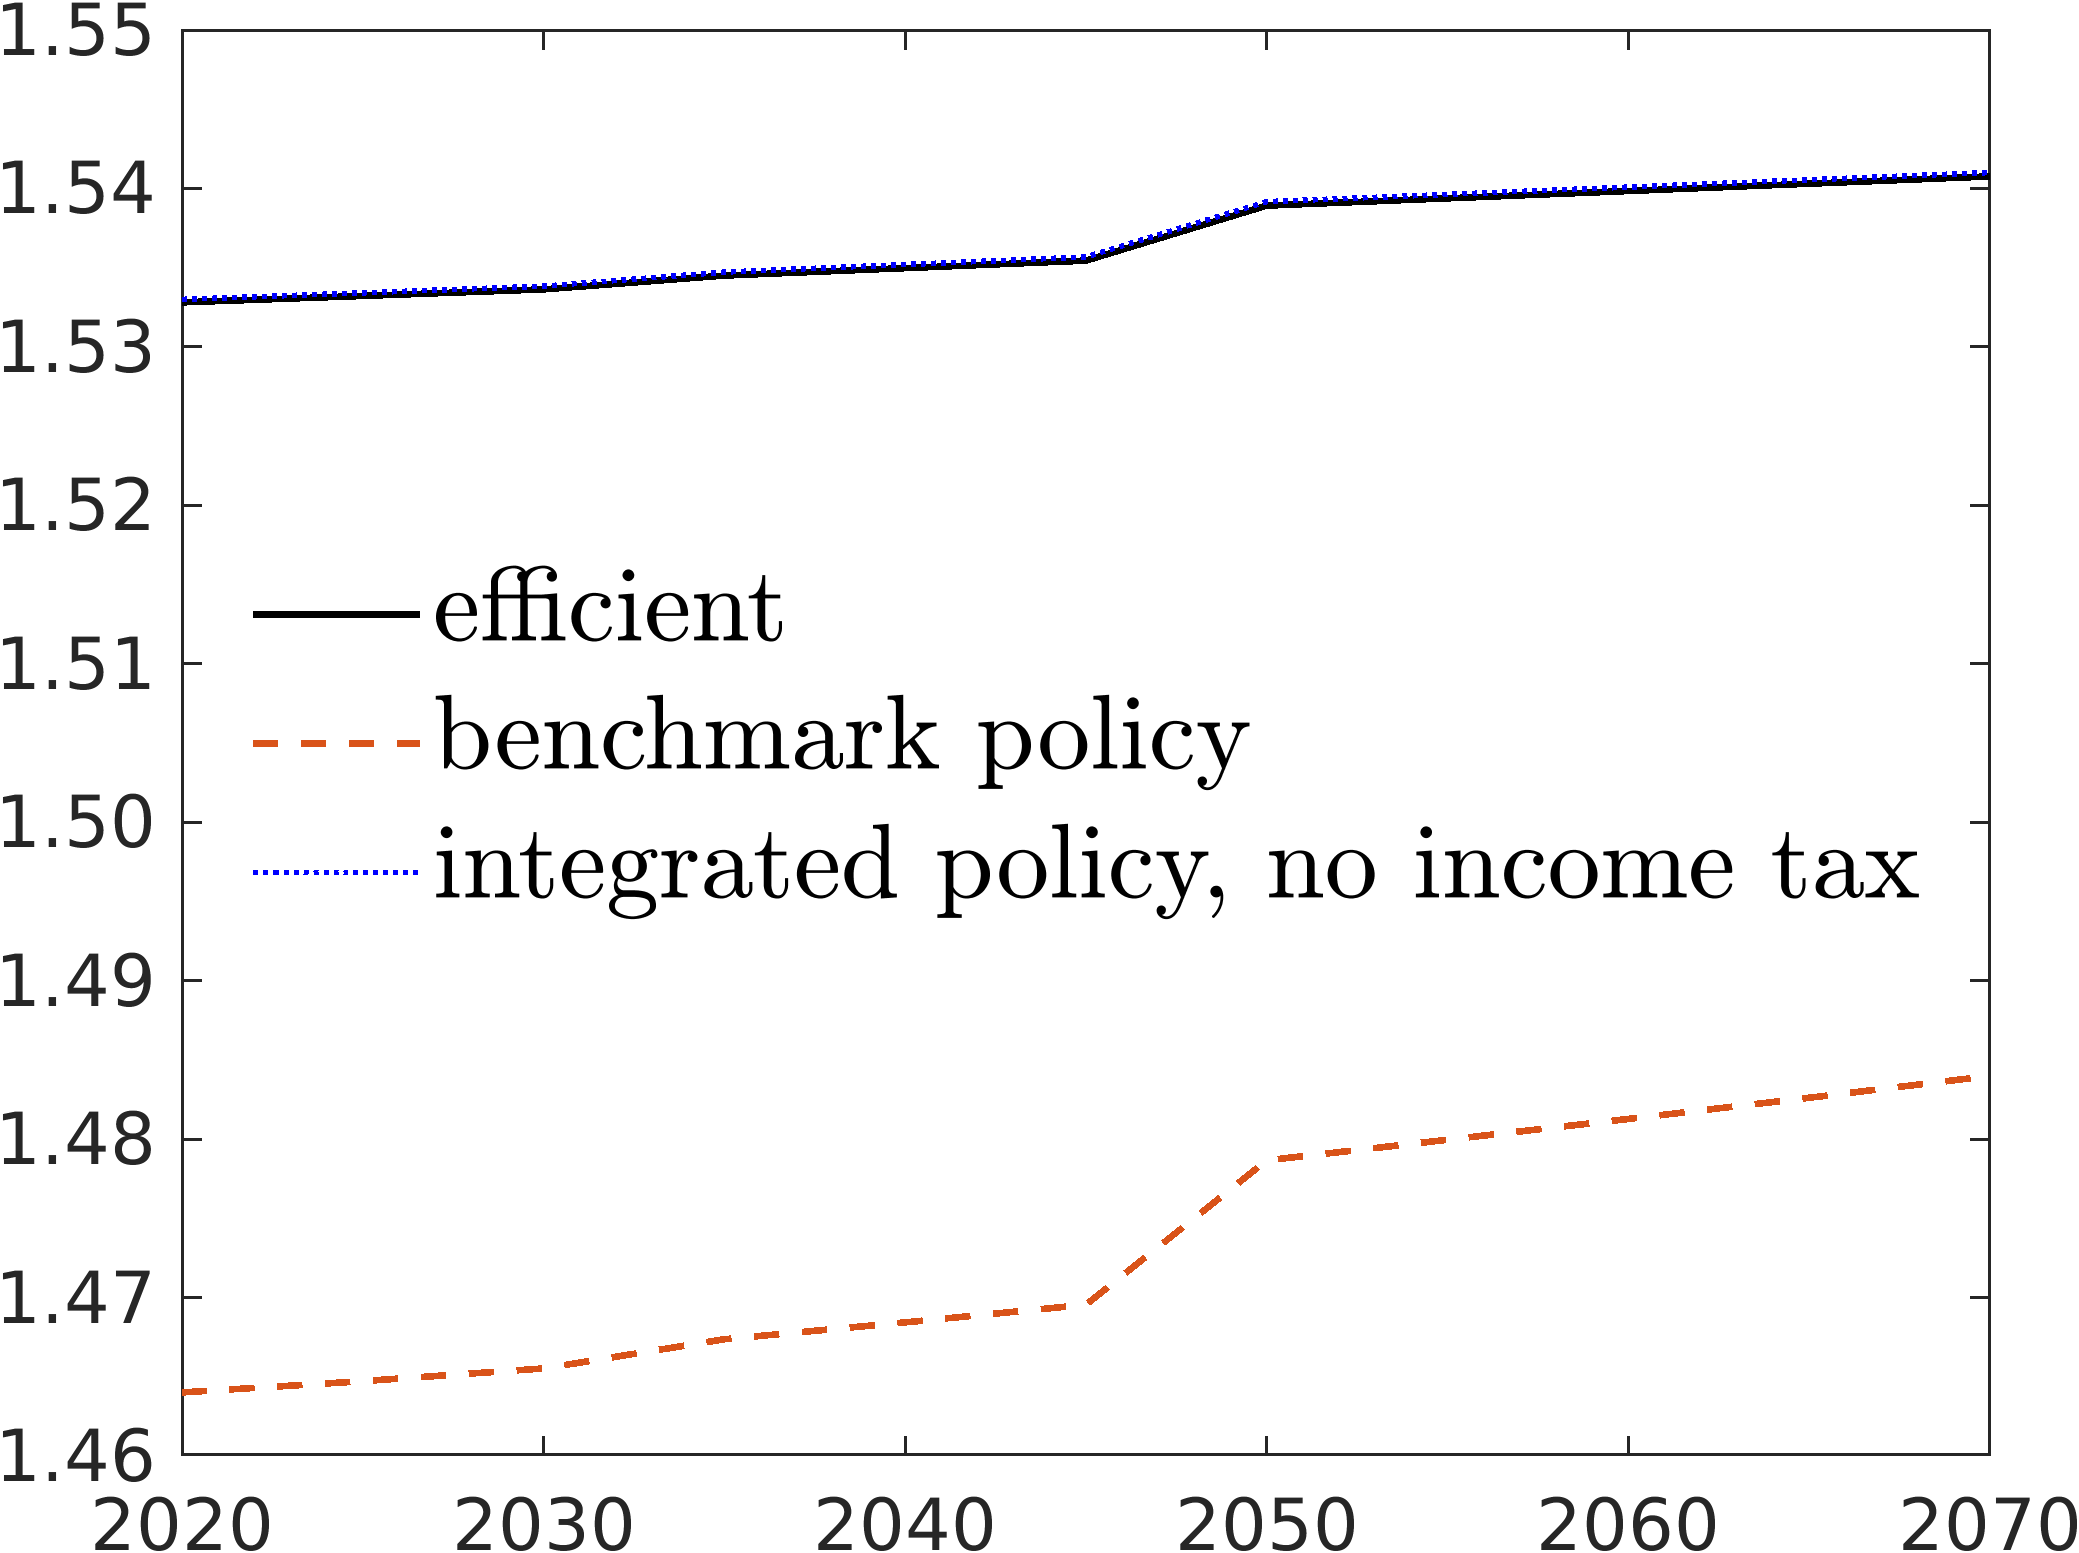 1.55
1.54
1.53
1.52
efficient
1.51
benchmark policy
1.50
integrated policy, no income tax
1.49
1.48
1.47
1.46
2020 2030 2040 2050 2060 2070